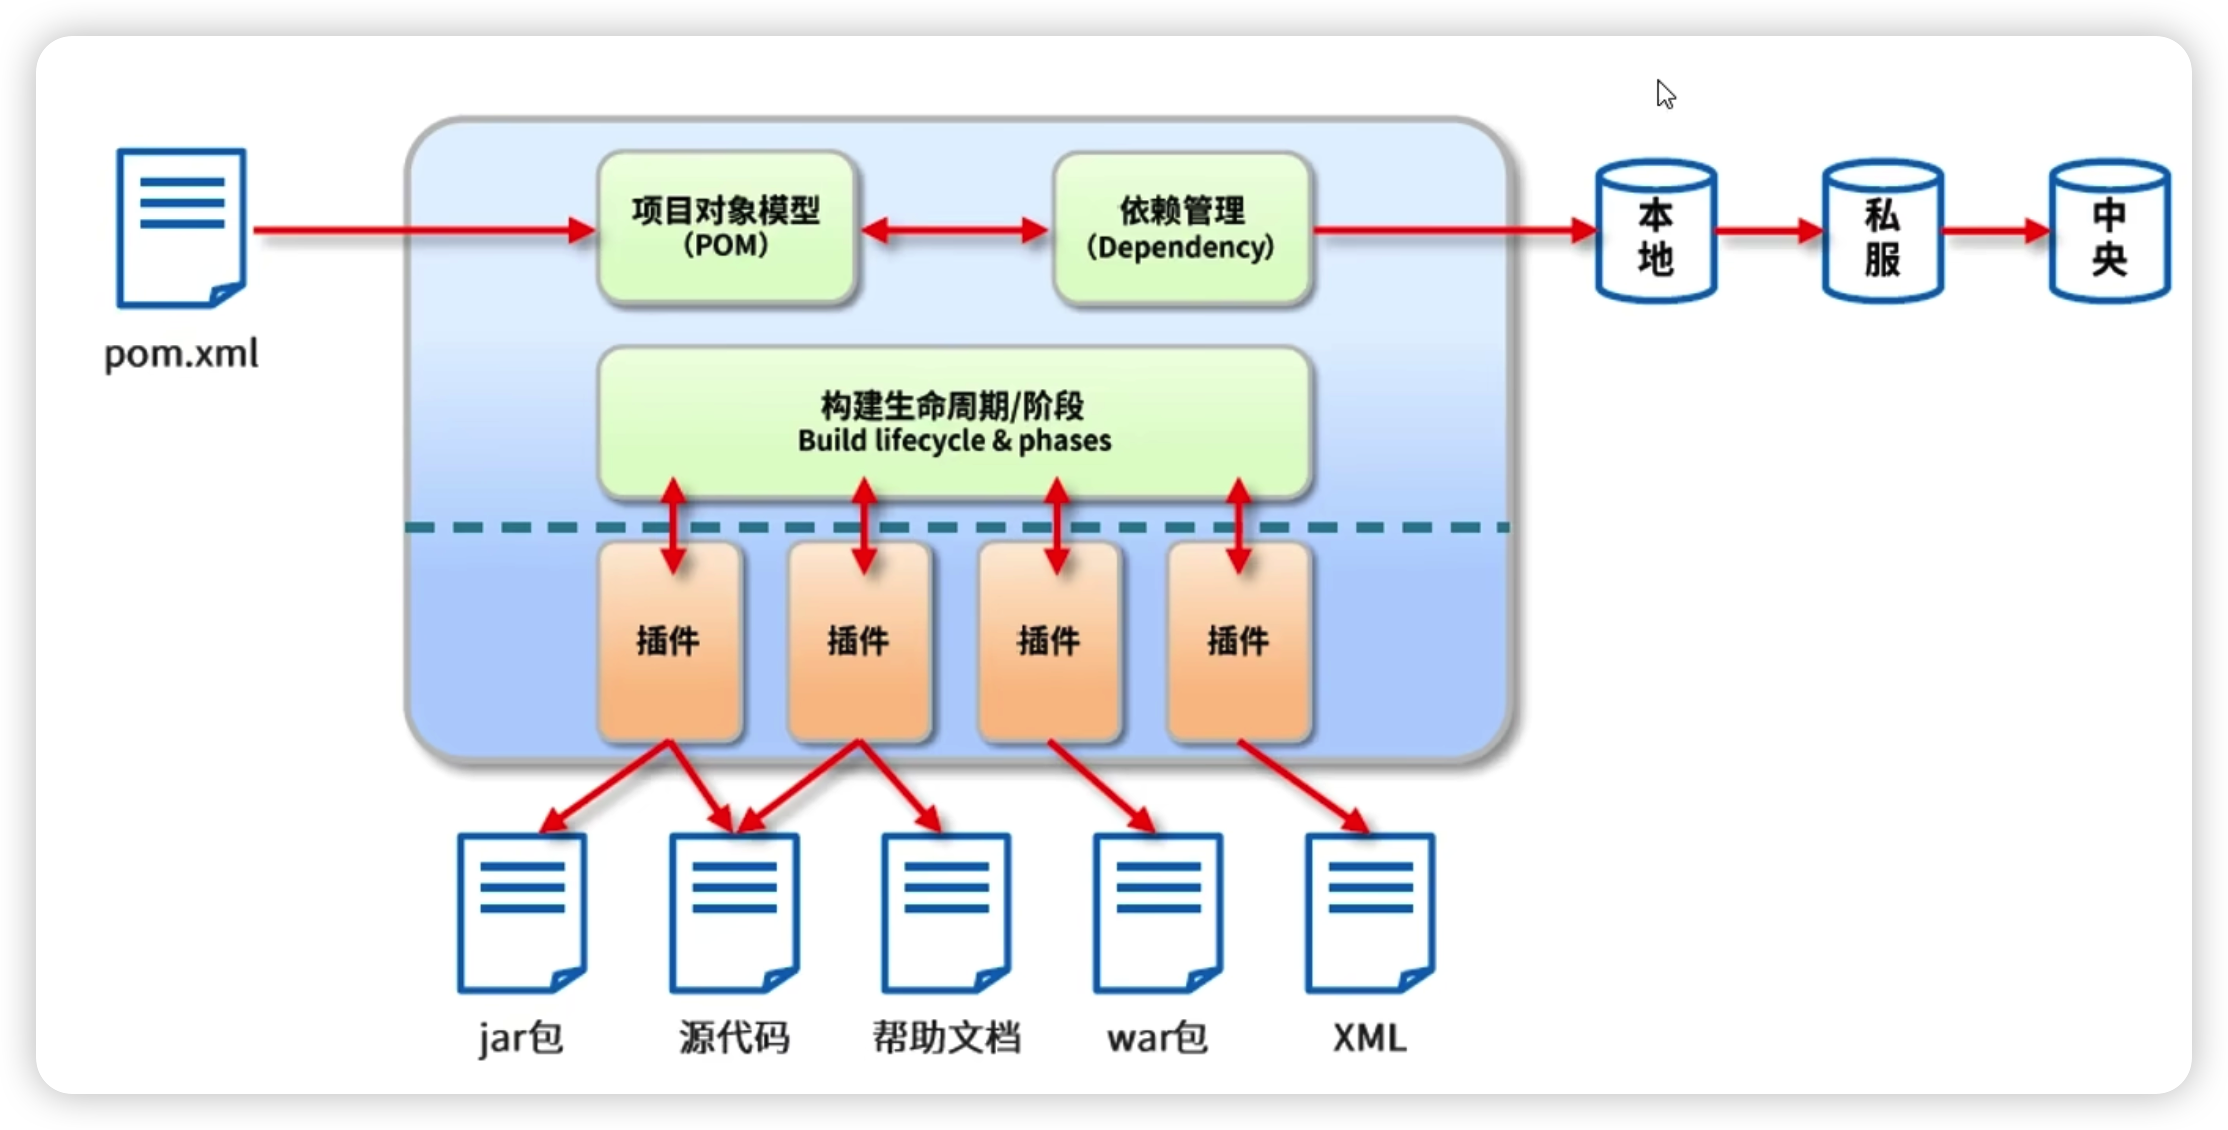 pom.xml
项目对象模型
（POM）
依赖管理
（Dependency）
本
地
私
服
中
央
构建生命周期/阶段
Build lifecycle & phases
插件
插件
插件
插件
jar包
源代码
帮助文档
war包
XML